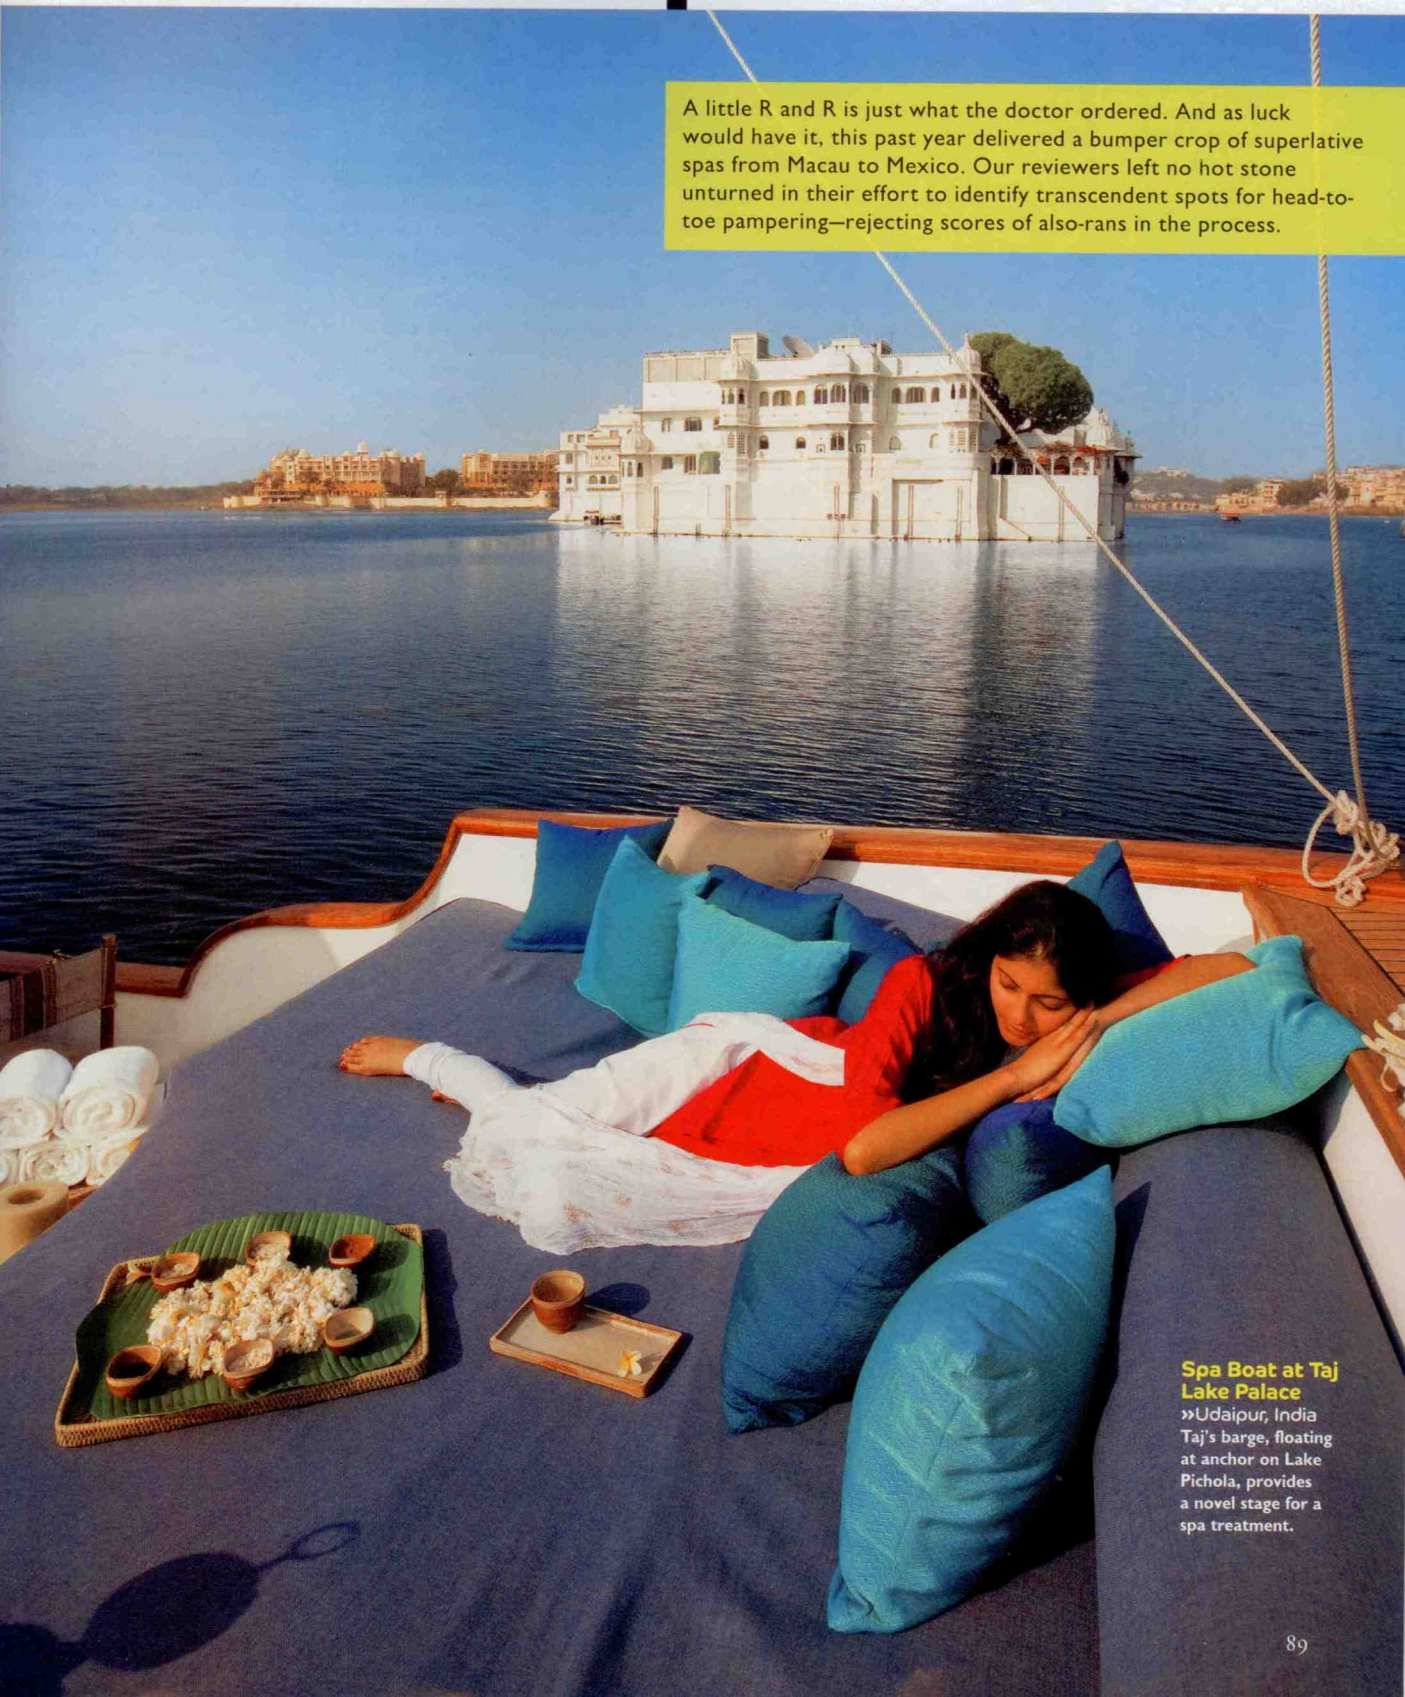 A little R and R is just what the doctor ordered. And as luck
would have it, this past year delivered a bumper crop of superlative
spas from Macau to Mexico. Our reviewers left no hot stone
unturned in their effort to identify transcendent spots for head-to-
toe pampering—rejecting scores of also-rans in the process.
Spa Boat at Taj
Lake Palace
»Udaipur, India
Taj's barge, floating
at anchor on Lake
Pichola, provides
a novel stage for a
spa treatment.
89